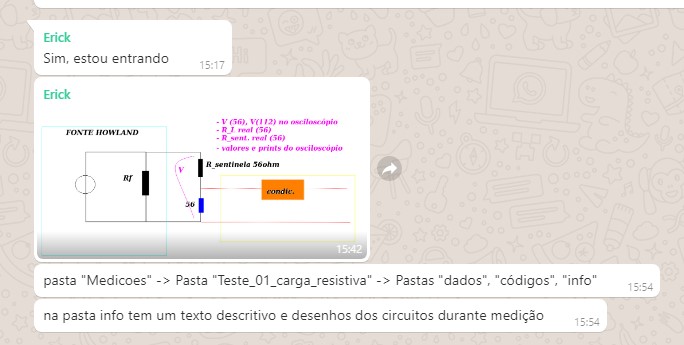 Erick
Sim, estou entrando
15:17
Erick
- V (56), V(112) no osciloscópio
- R_L real (56)
- R_sent. real (56)
- valores e prints do osciloscópio
FONTE HOWLAND
R_sentinela 56ohm
V
Rf
condic.
56
15:42
pasta "Medicoes" -> Pasta "Teste_01_carga_resistiva" -> Pastas "dados", "códigos", "info"
15:54
na pasta info tem um texto descritivo e desenhos dos circuitos durante medição
15:54